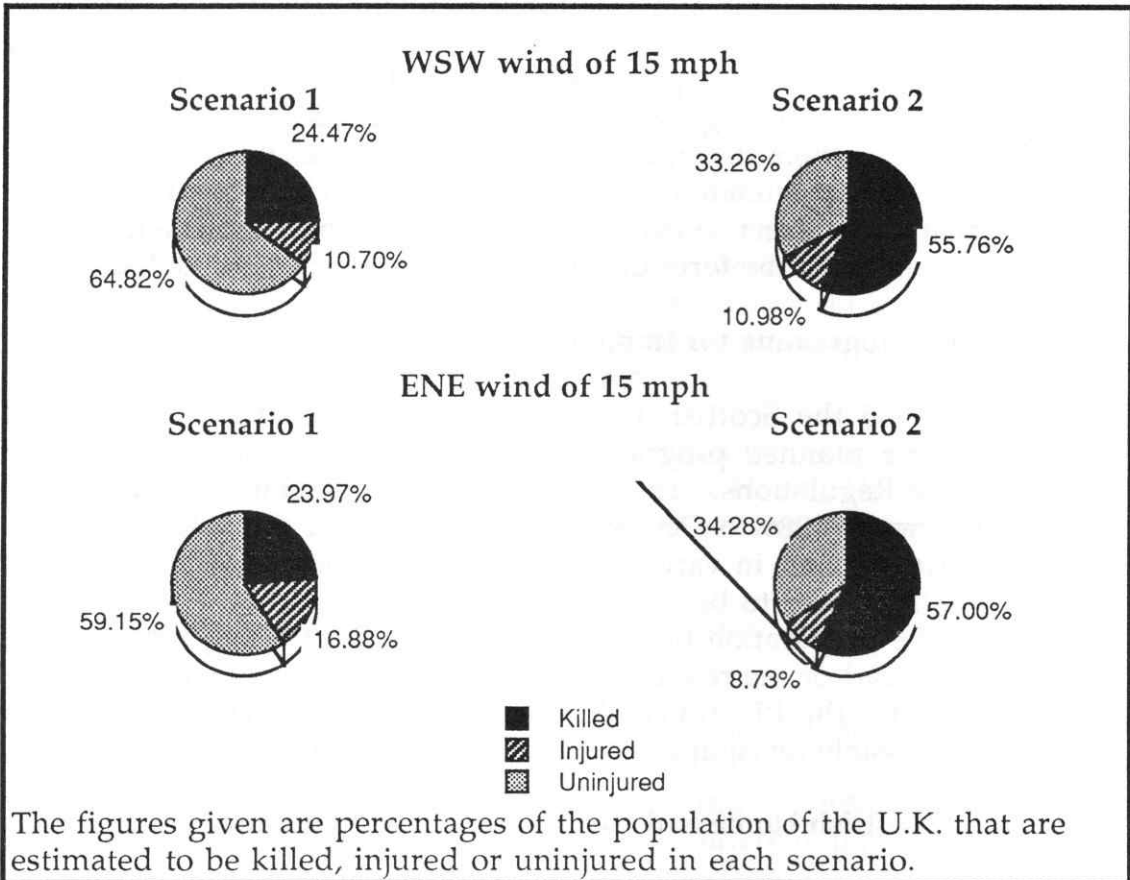 WSW wind of 15 mph
Scenario 1
Scenario 2
24.47%
10.70%
64.82%
33.26%
55.76%
10.98%
ENE wind of 15 mph
Scenario 1
Scenario 2
23.97%
16.88%
59.15%
34.28%
57.00%
8.73%
Killed
Injured
Uninjured
The figures given are percentages of the population of the U.K. that are
estimated to be killed, injured or uninjured in each scenario.